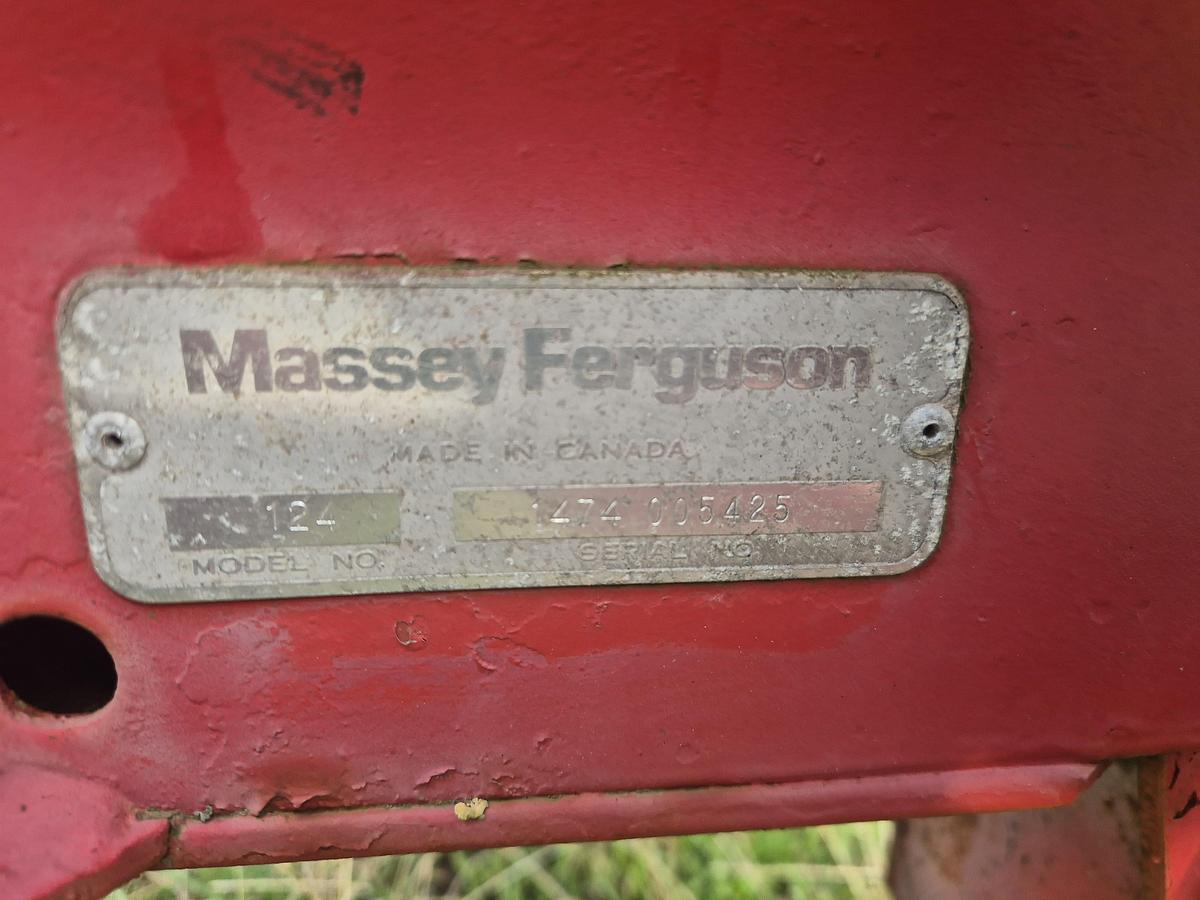 Massey Ferguson
MADE IN CANADA
124 1474 005425
MODEL NO. SERIAL NO.